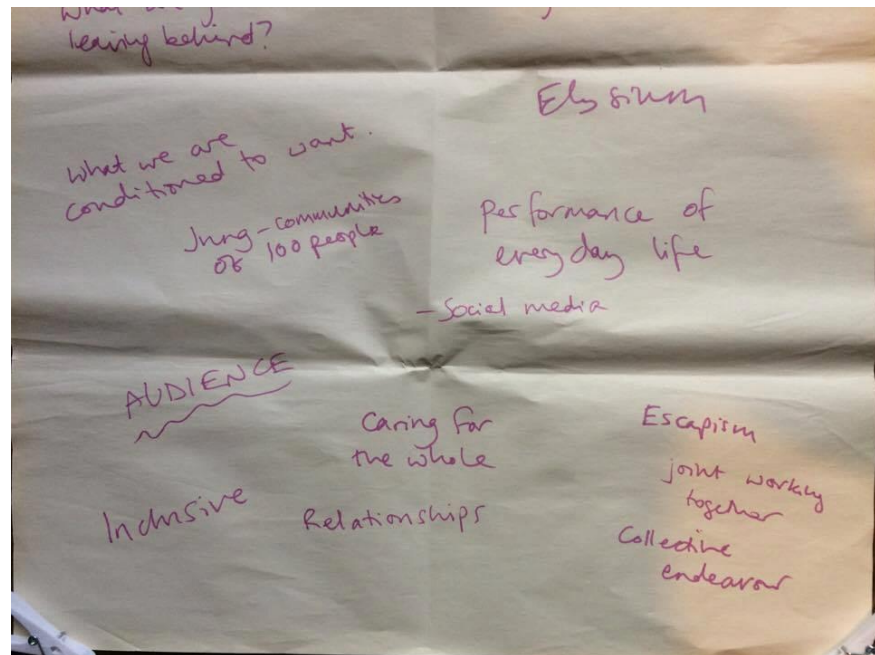 leaving behind?
Elysium
What we are
conditioned to want.
Jung - communities
of 100 people
performance of
everyday life
- Social media
AUDIENCE
Caring for
the whole
Inclusive
Relationships
Escapism
joint working
together
Collective
endeavour